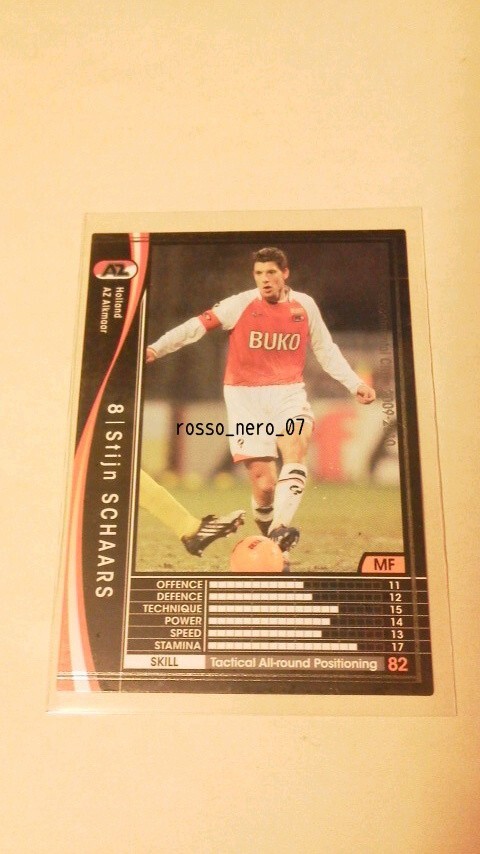 AZ
Holland
AZ Alkmaar
8 | Stijn SCHAARS
BUKO
rosso_nero_07
MF
OFFENCE 11
DEFENCE 12
TECHNIQUE 15
POWER 14
SPEED 13
STAMINA 17
SKILL Tactical All-round Positioning 82